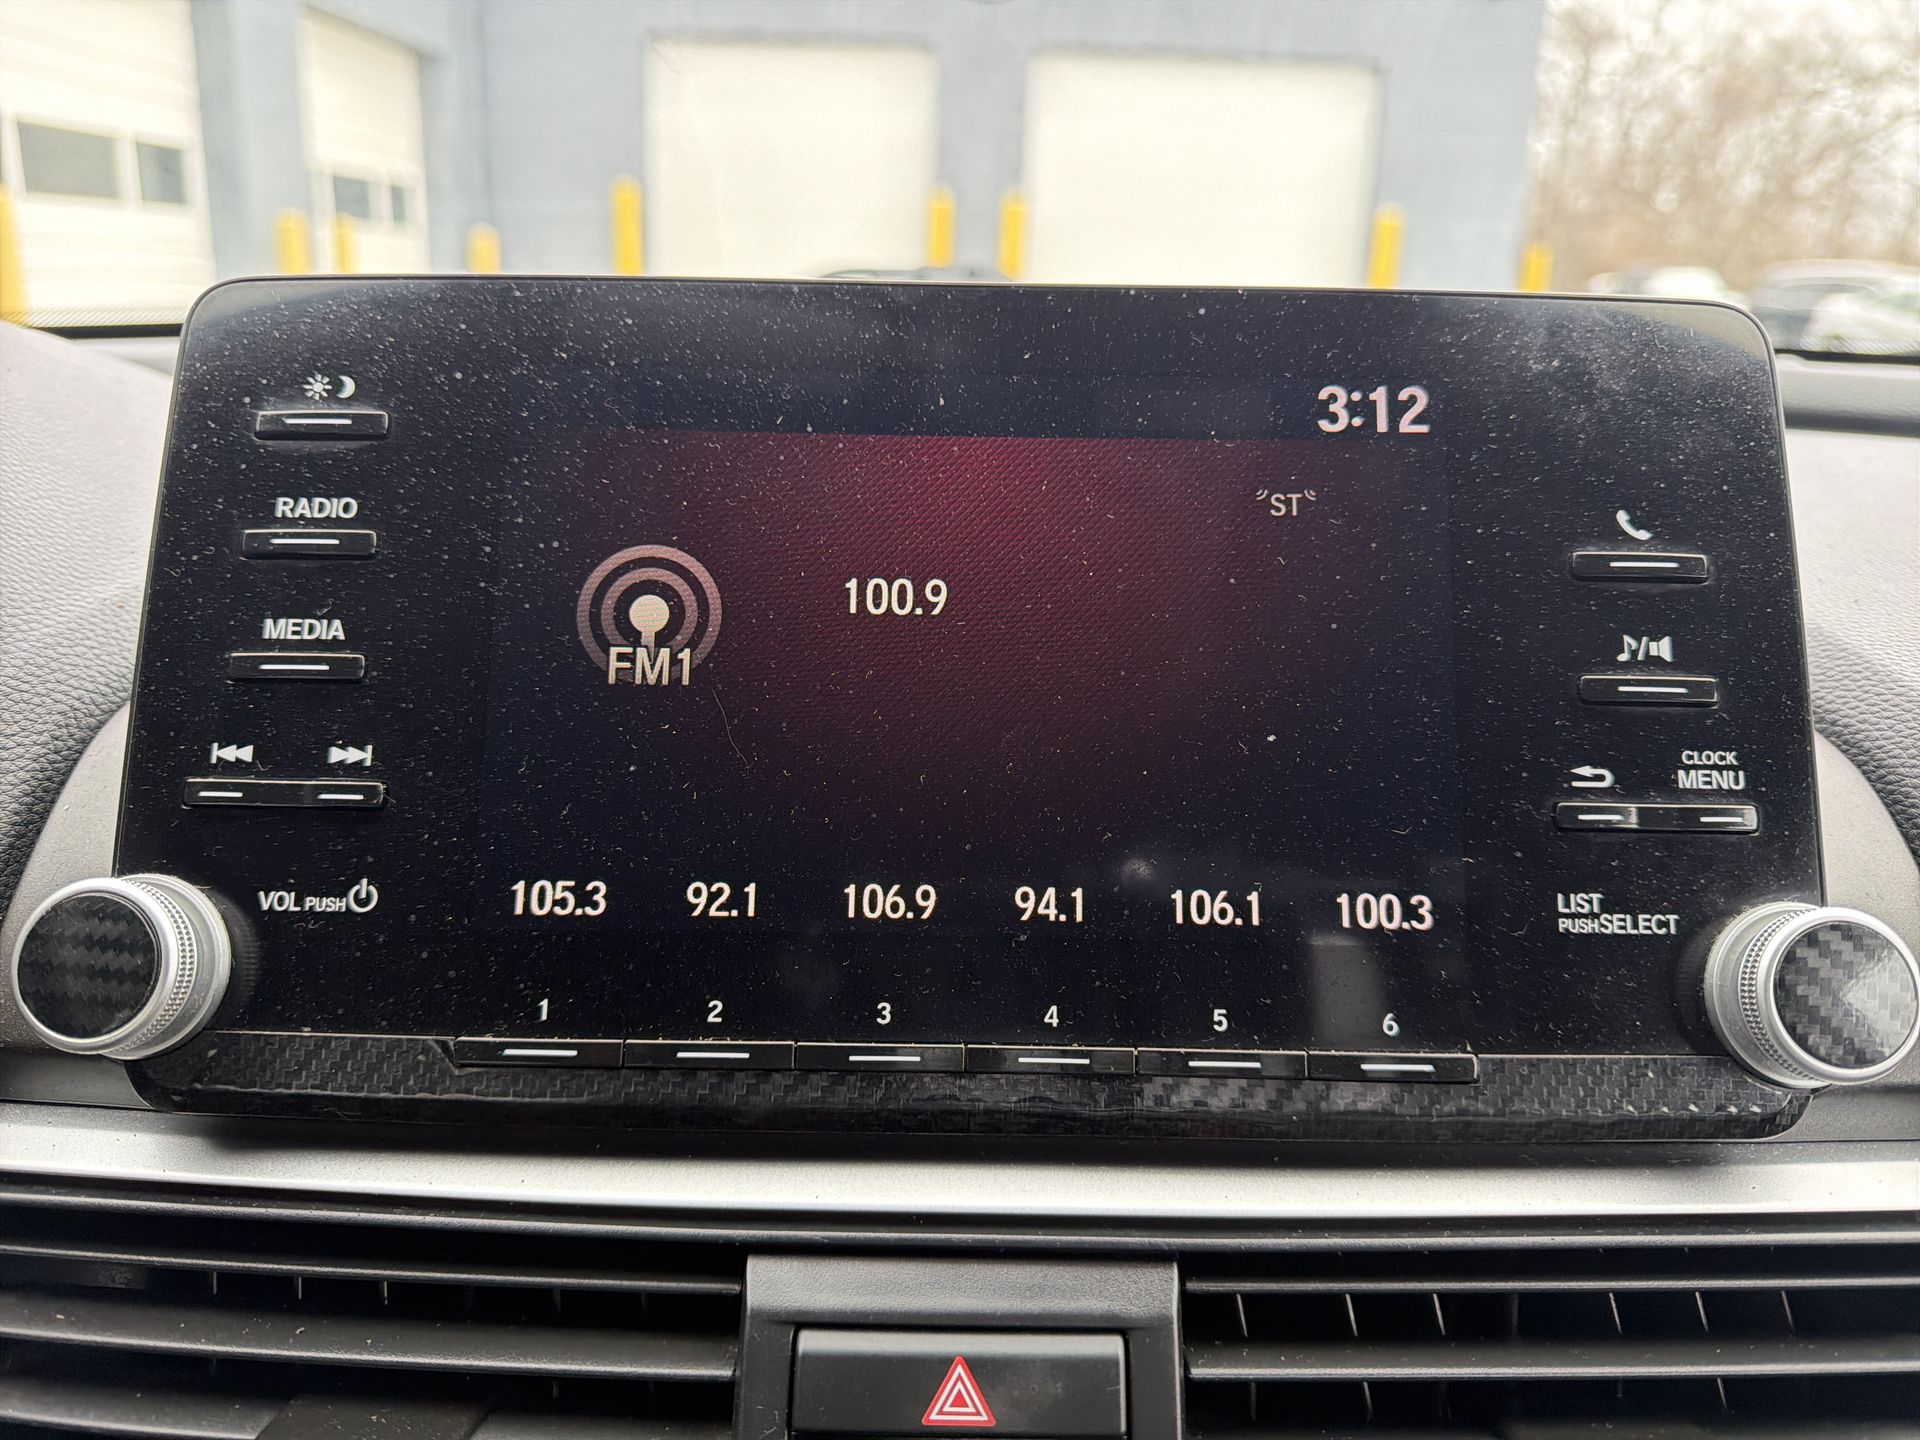 3:12
RADIO
"ST"
100.9
MEDIA
FM1
CLOCK
MENU
VOL PUSH
105.3 92.1 106.9 94.1 106.1 100.3
LIST
PUSH SELECT
1 2 3 4 5 6